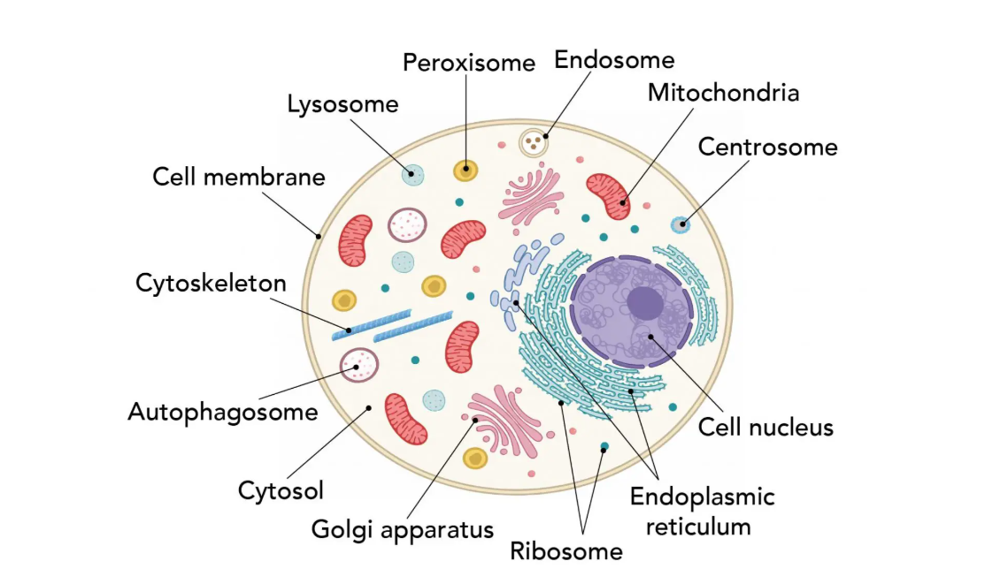 Peroxisome
Endosome
Mitochondria
Lysosome
Centrosome
Cell membrane
Cytoskeleton
Autophagosome
Cell nucleus
Cytosol
Endoplasmic
reticulum
Golgi apparatus
Ribosome